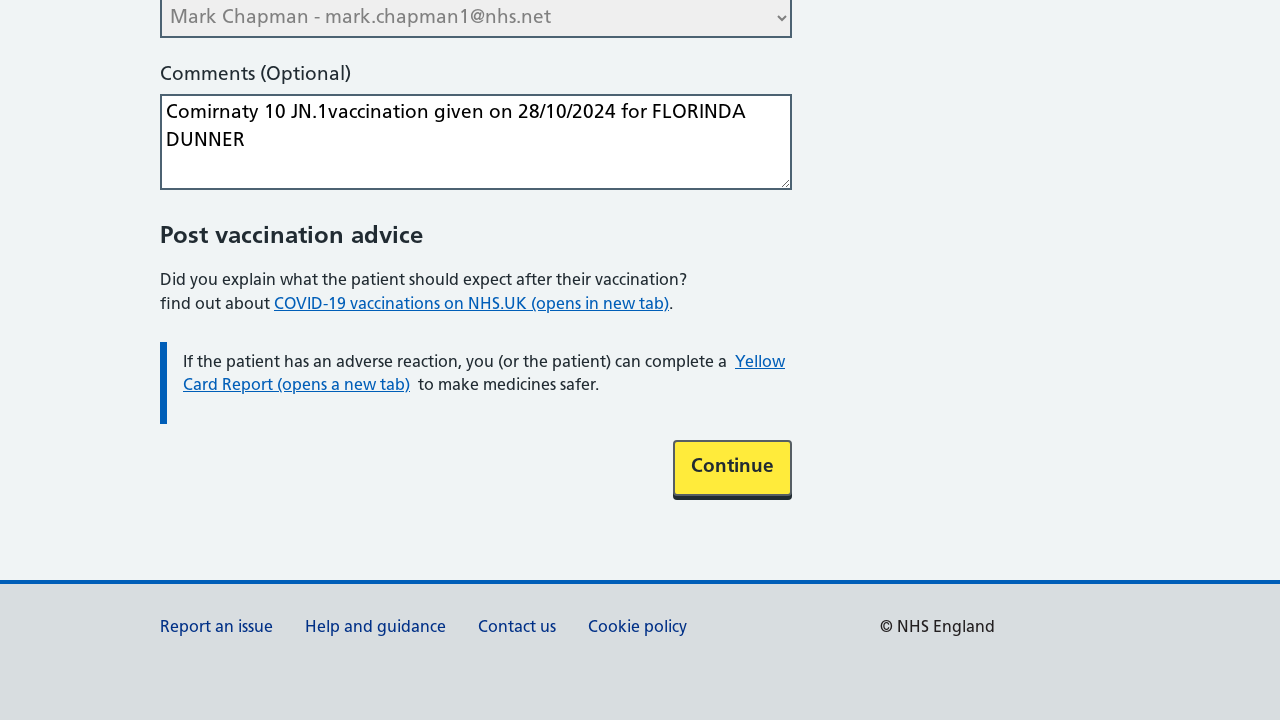 Mark Chapman - mark.chapman1@nhs.net
Comments (Optional)
Comirnaty 10 JN.1vaccination given on 28/10/2024 for FLORINDA
DUNNER
Post vaccination advice
Did you explain what the patient should expect after their vaccination?
find out about COVID-19 vaccinations on NHS.UK (opens in new tab).
If the patient has an adverse reaction, you (or the patient) can complete a Yellow
Card Report (opens a new tab) to make medicines safer.
Continue
Report an issue Help and guidance Contact us Cookie policy © NHS England